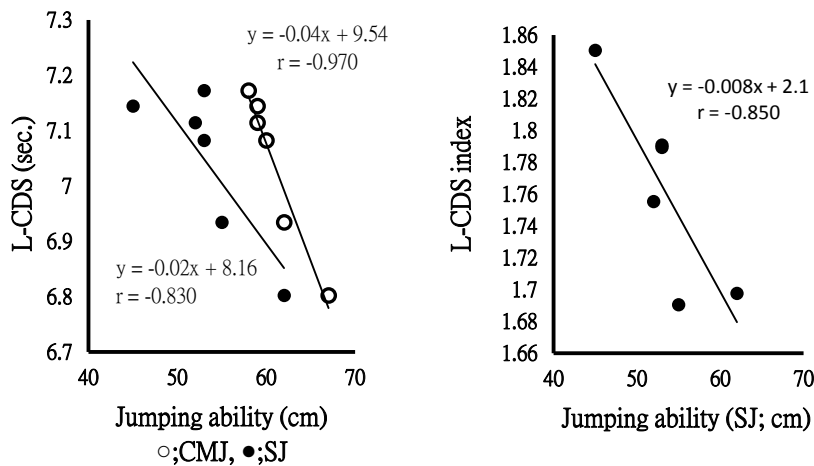 7.3
7.2
7.1
7
6.9
6.8
6.7
L-CDS (sec.)
y = -0.04x + 9.54
r = -0.970
y = -0.02x + 8.16
r = -0.830
40 50 60 70
Jumping ability (cm)
○;CMJ, ●;SJ
1.86
1.84
1.82
1.8
1.78
1.76
1.74
1.72
1.7
1.68
1.66
L-CDS index
y = -0.008x + 2.1
r = -0.850
40 50 60 70
Jumping ability (SJ; cm)